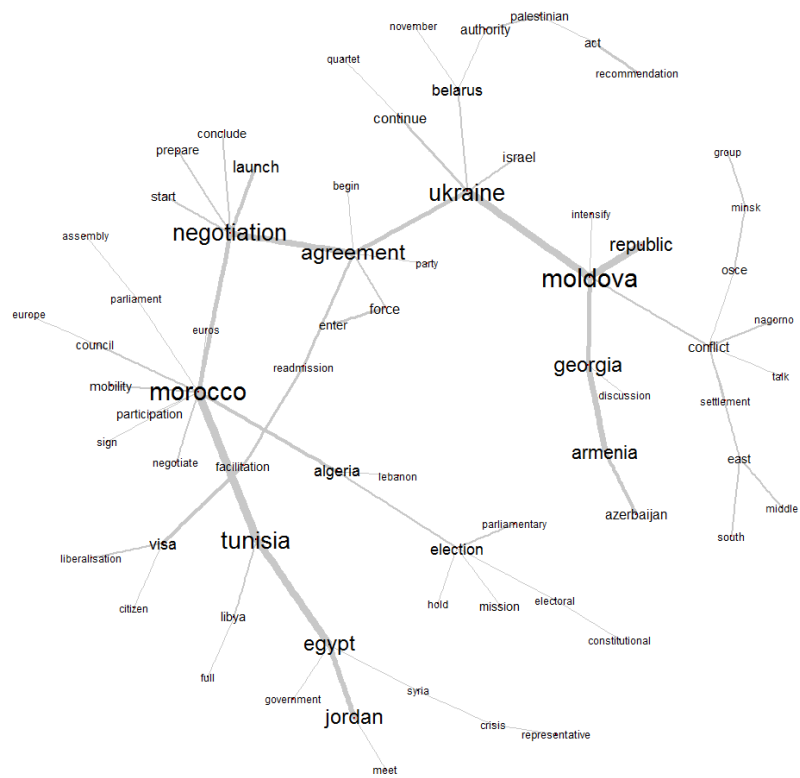 palestinian
november
authority
act
quartet
recommendation
belarus
continue
conclude
prepare
israel
group
launch
begin
start
ukraine
minsk
intensify
negotiation
assembly
agreement
republic
party
osce
moldova
parliament
force
europe
euros
enter
nagorno
council
conflict
readmission
georgia
talk
mobility
morocco
discussion
settlement
participation
sign
armenia
negotiate
facilitation
algeria
lebanon
east
middle
azerbaijan
parliamentary
south
visa
tunisia
election
liberalisation
citizen
hold
mission
electoral
libya
constitutional
egypt
full
syria
government
jordan
crisis
representative
meet